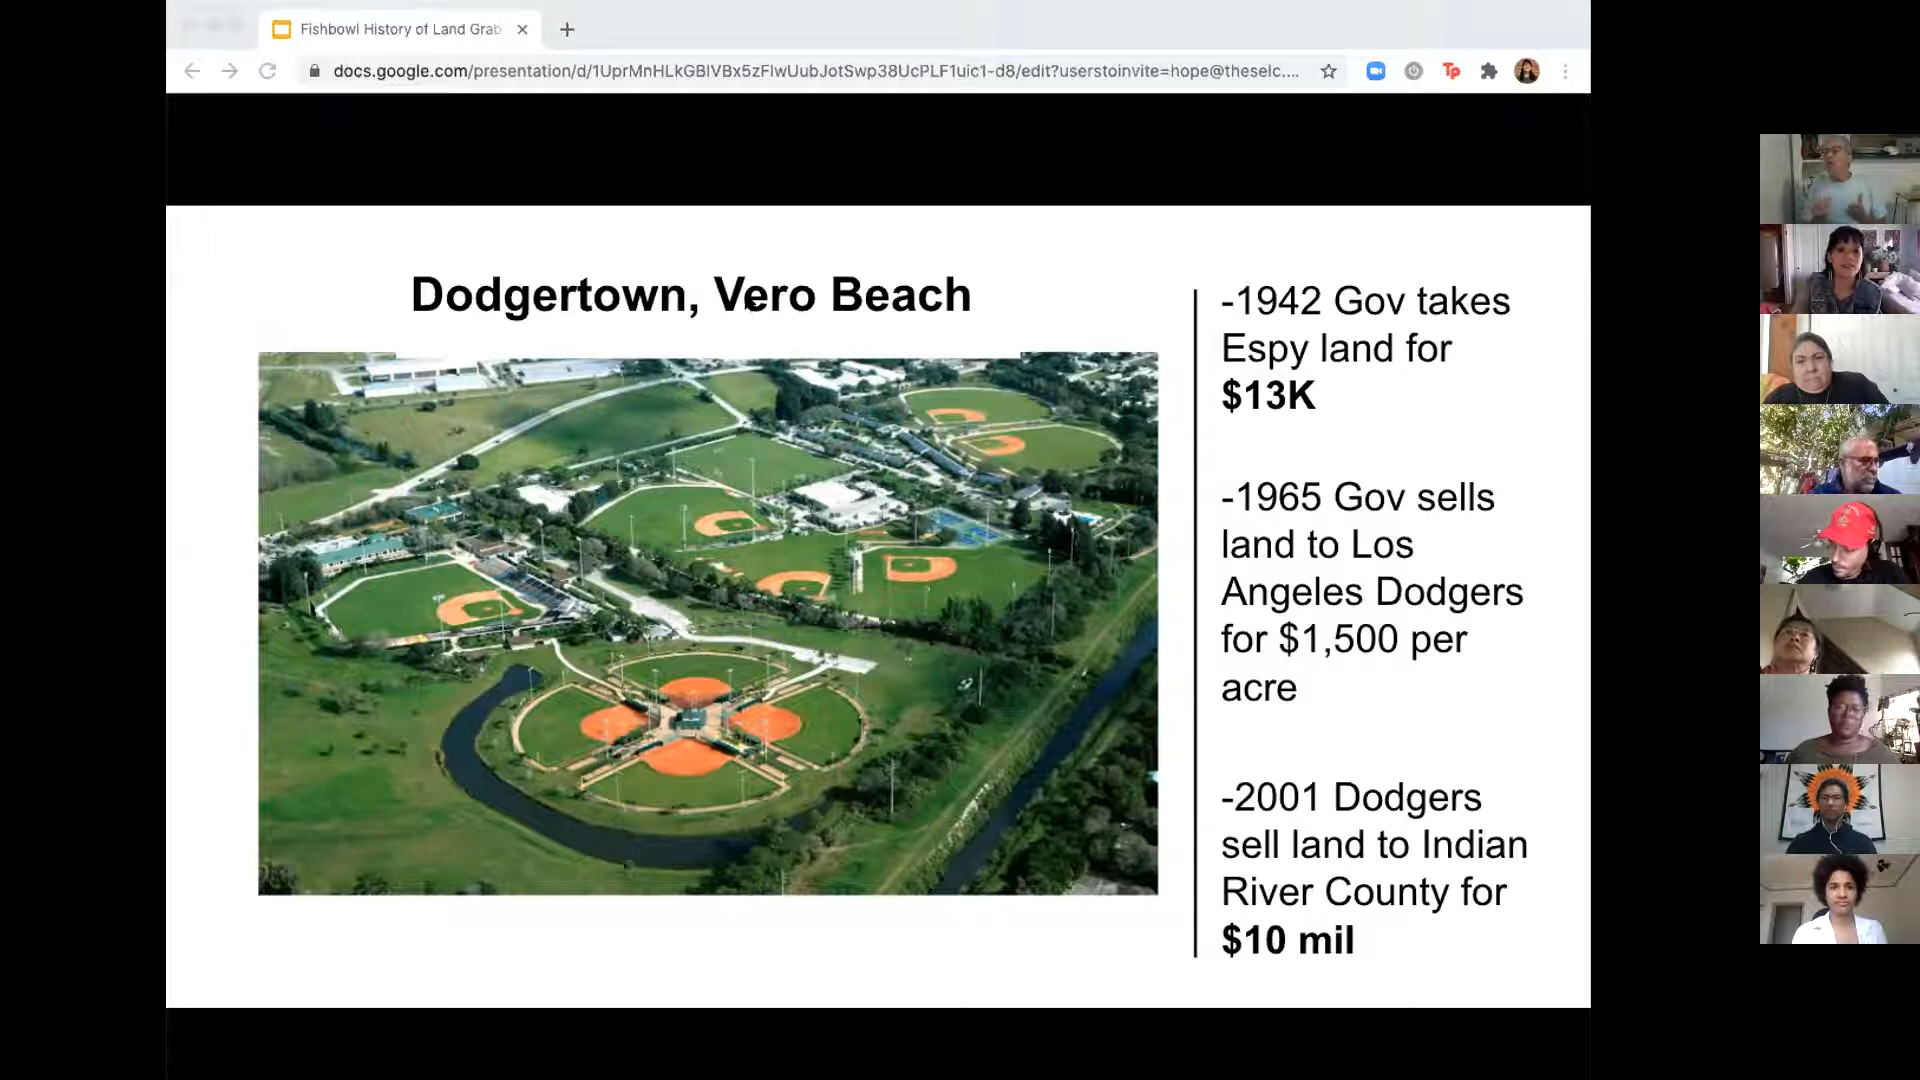 Fishbowl History of Land Grab
docs.google.com/presentation/d/1UprMnHLkGBlVBx5zFlwUubJotSwp38UcPLF1uic1-d8/edit?userstoinvite=hope@theselc....
Tp
Dodgertown, Vero Beach
-1942 Gov takes
Espy land for
$13K
-1965 Gov sells
land to Los
Angeles Dodgers
for $1,500 per
acre
-2001 Dodgers
sell land to Indian
River County for
$10 mil